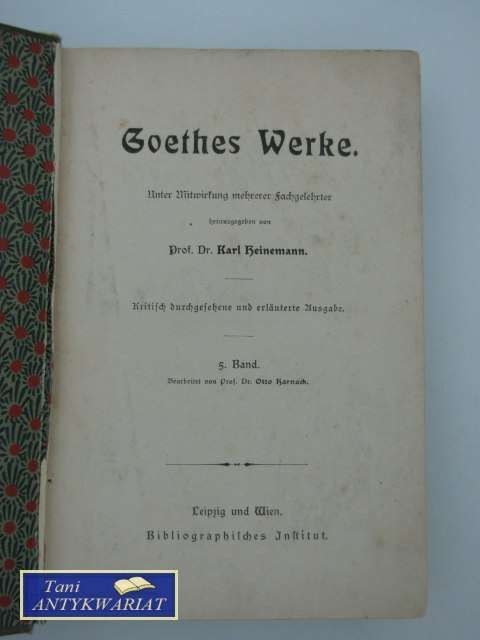 Goethes Werke.
Unter Mitwirkung mehrerer Fachgelehrter
herausgegeben von
Prof. Dr. Karl Heinemann.
Kritisch durchgesehene und erläuterte Ausgabe.
5. Band.
Bearbeitet von Prof. Dr. Otto Harnack.
Leipzig und Wien.
Bibliographisches Institut.
Tani
ANTYKWARIAT